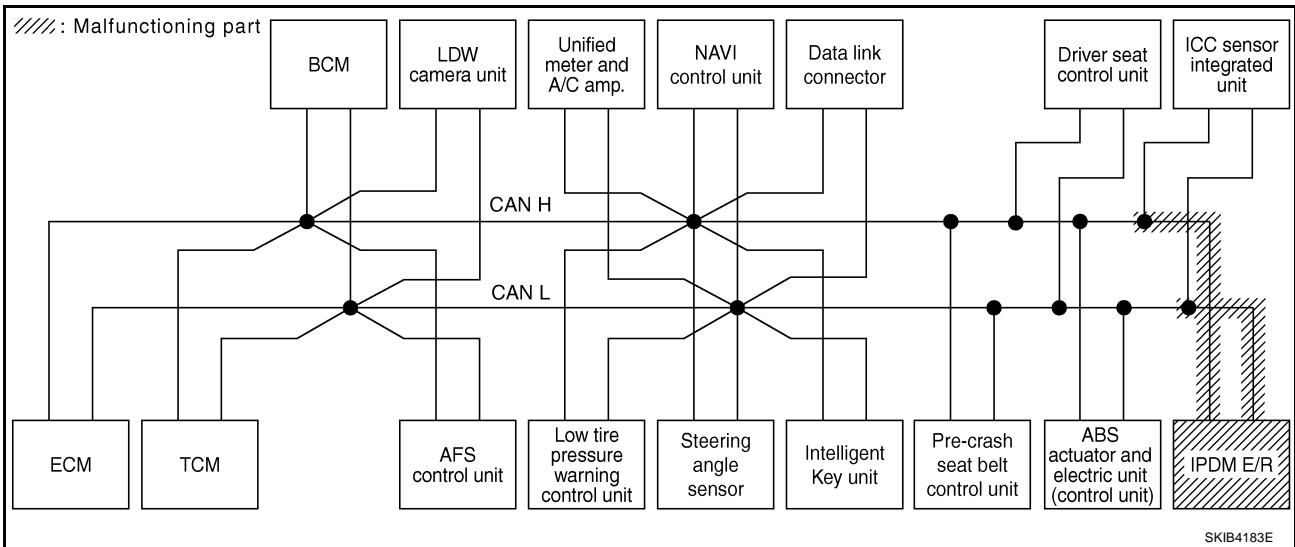 : Malfunctioning part
BCM
LDW
camera unit
Unified
meter and
A/C amp.
NAVI
control unit
Data link
connector
Driver seat
control unit
ICC sensor
integrated
unit
CAN H
CAN L
ECM
TCM
AFS
control unit
Low tire
pressure
warning
control unit
Steering
angle
sensor
Intelligent
Key unit
Pre-crash
seat belt
control unit
ABS
actuator and
electric unit
(control unit)
IPDM E/R
SKIB4183E